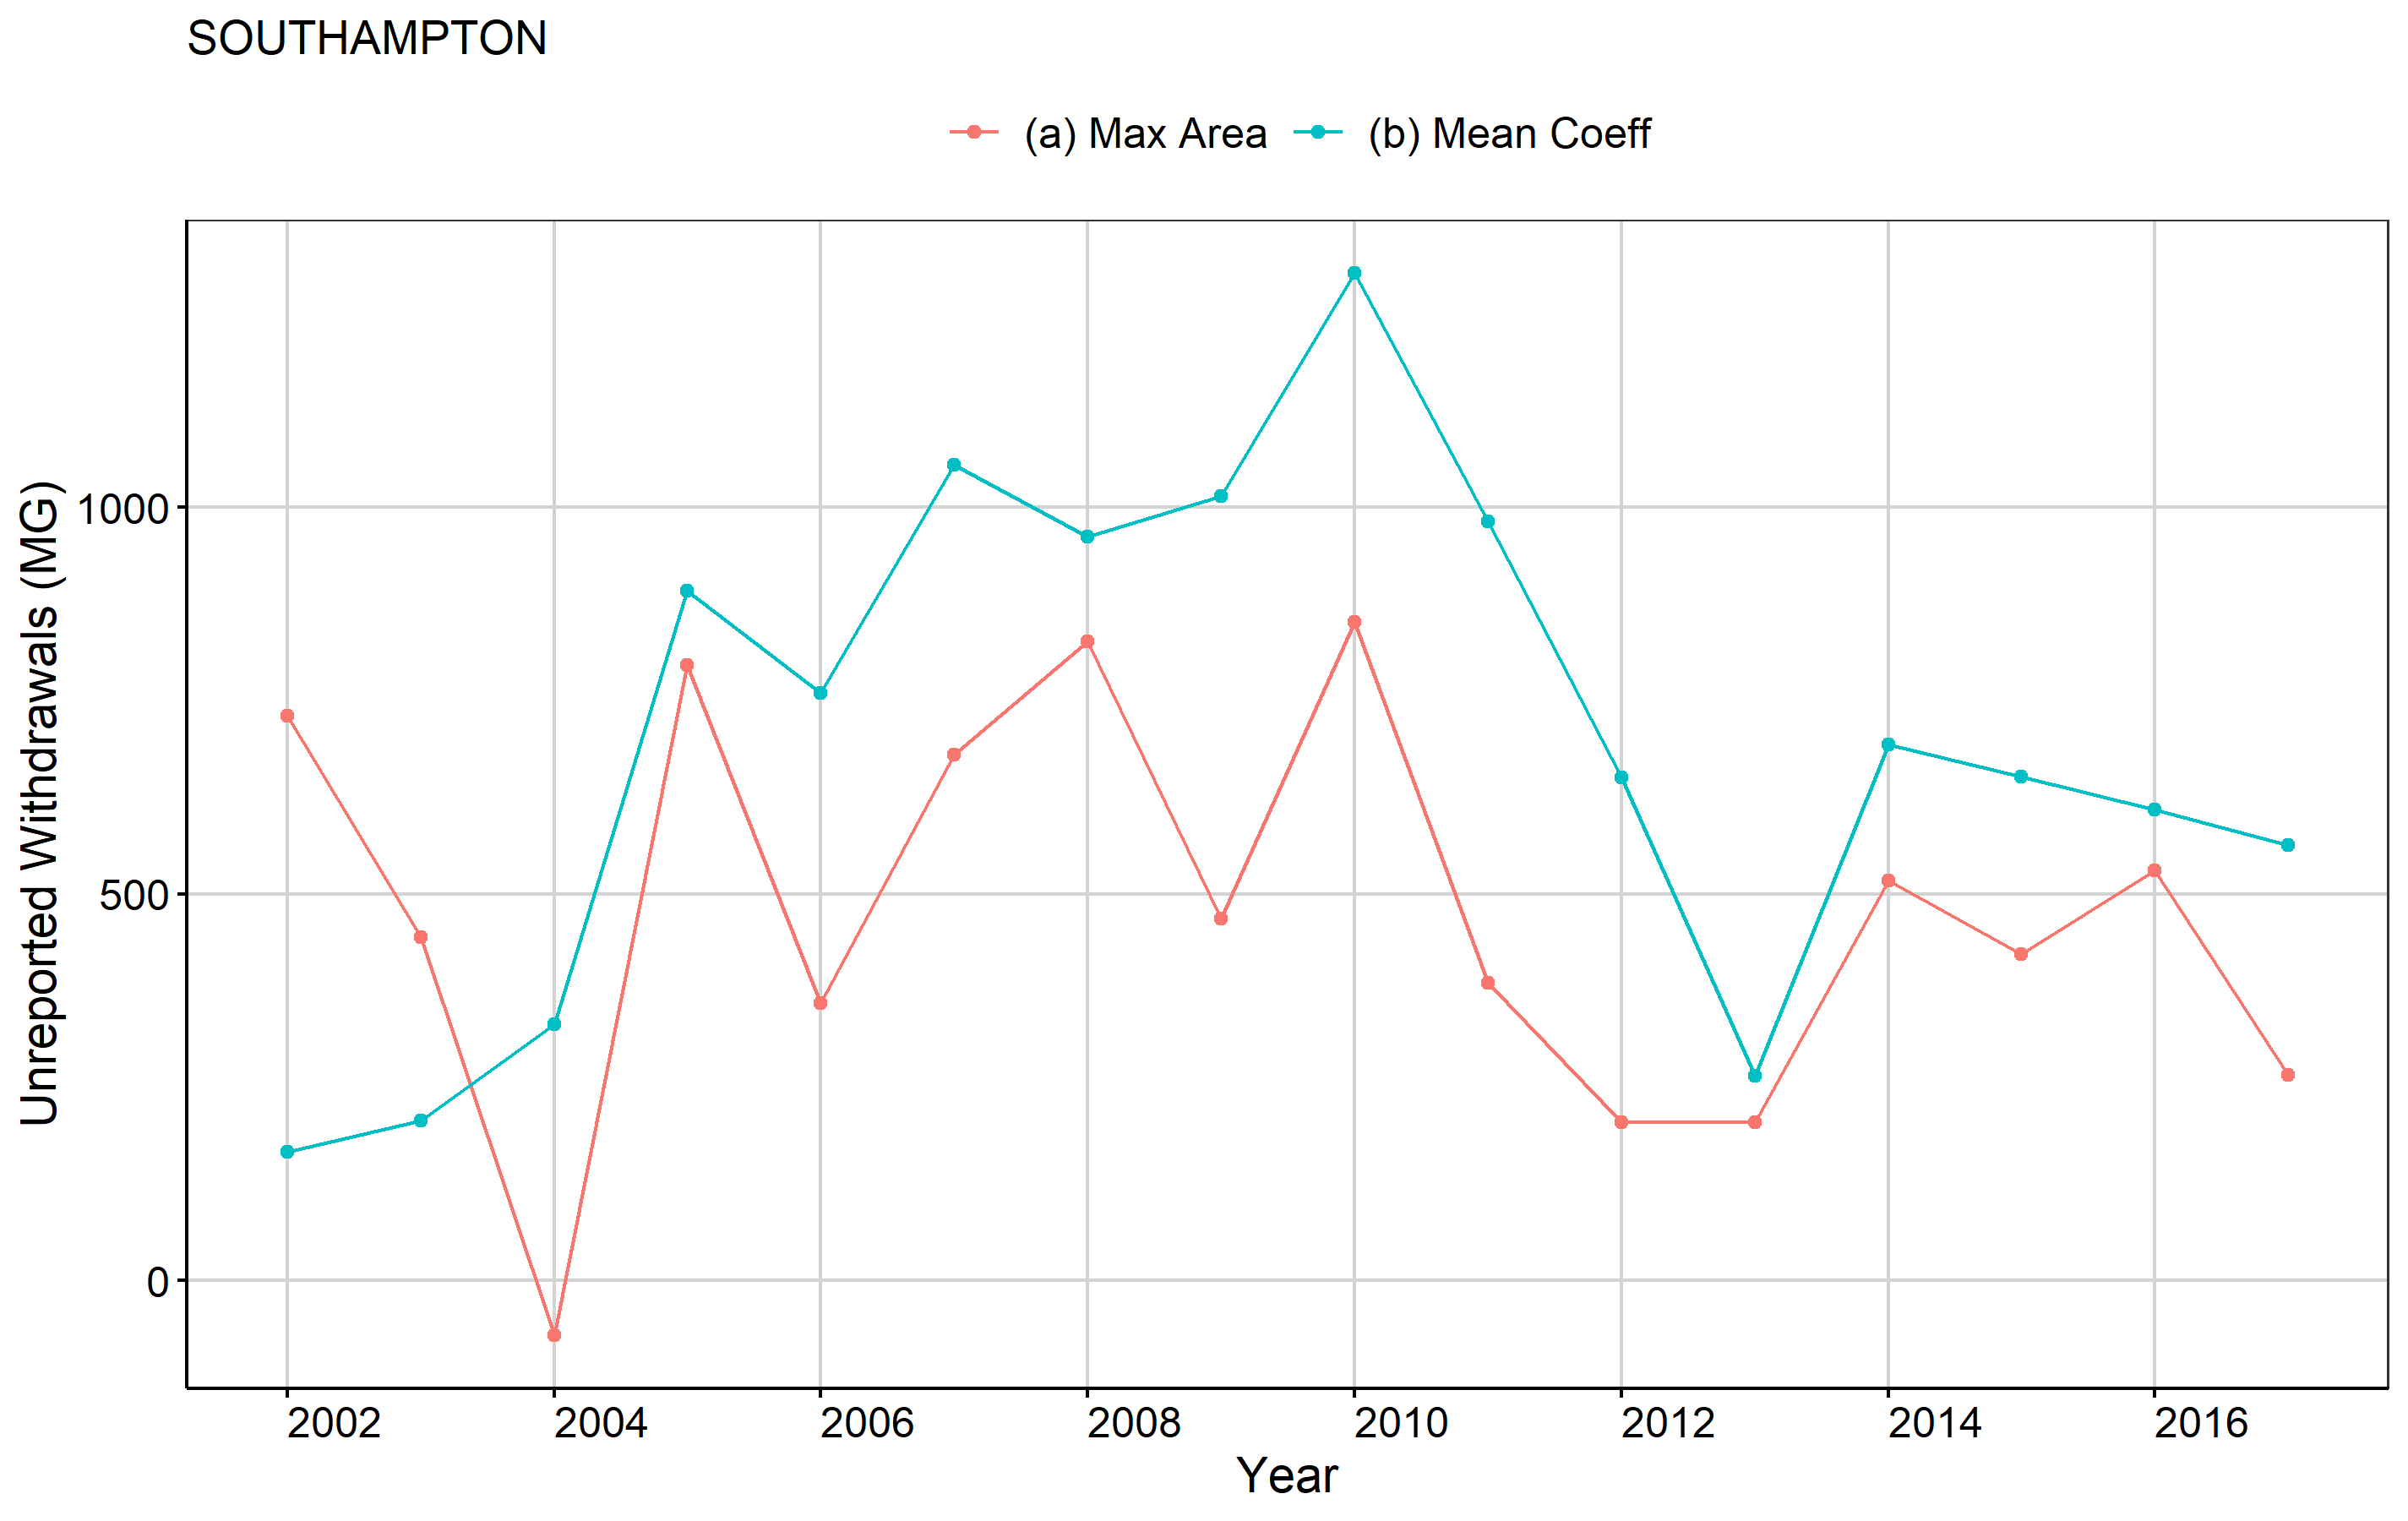 SOUTHAMPTON
(a) Max Area (b) Mean Coeff
Unreported Withdrawals (MG)
1000
500
0
2002 2004 2006 2008 2010 2012 2014 2016
Year